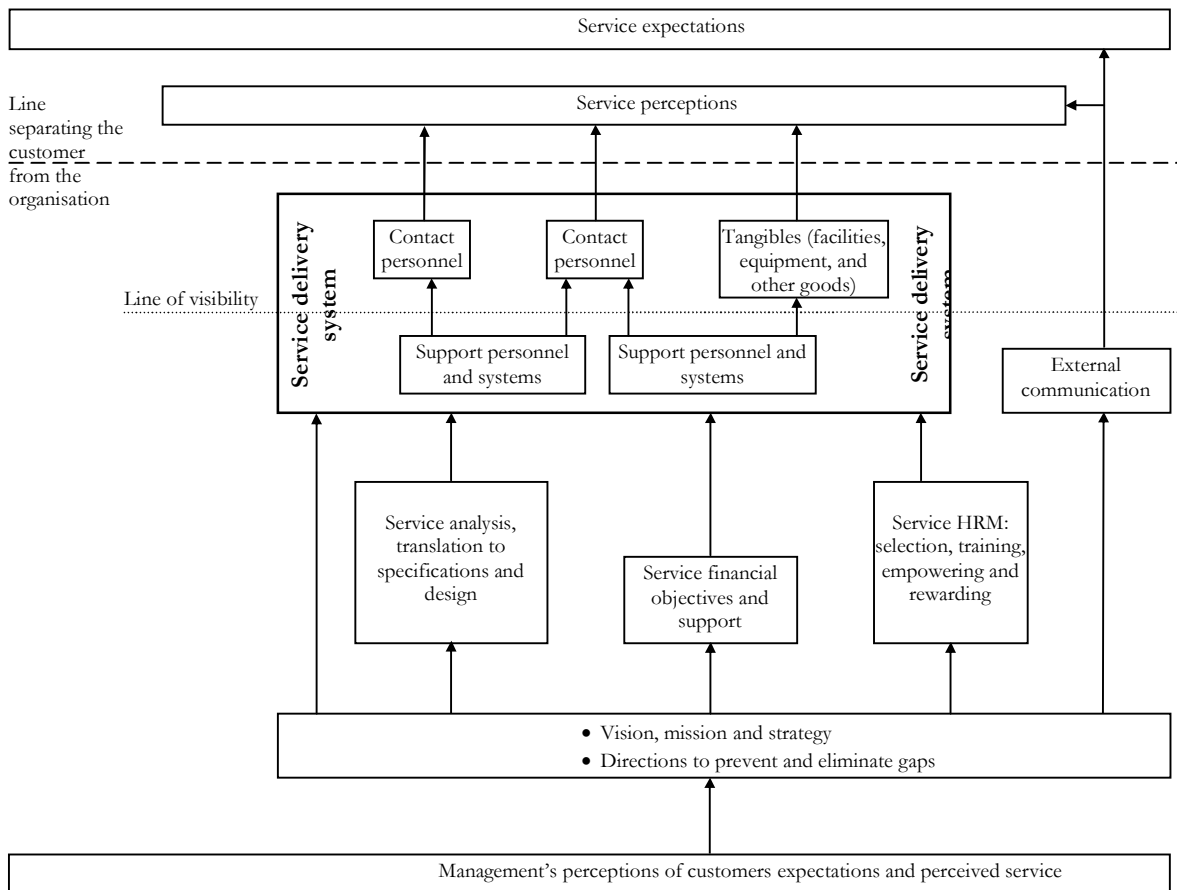 Service expectations
Service perceptions
Line
separating the
customer
from the
organisation
Service delivery
system
Contact
personnel
Contact
personnel
Tangibles (facilities,
equipment, and
other goods)
Service delivery
system
Line of visibility
Support personnel
and systems
Support personnel and
systems
External
communication
Service analysis,
translation to
specifications and
design
Service financial
objectives and
support
Service HRM:
selection, training,
empowering and
rewarding
• Vision, mission and strategy
• Directions to prevent and eliminate gaps
Management's perceptions of customers expectations and perceived service